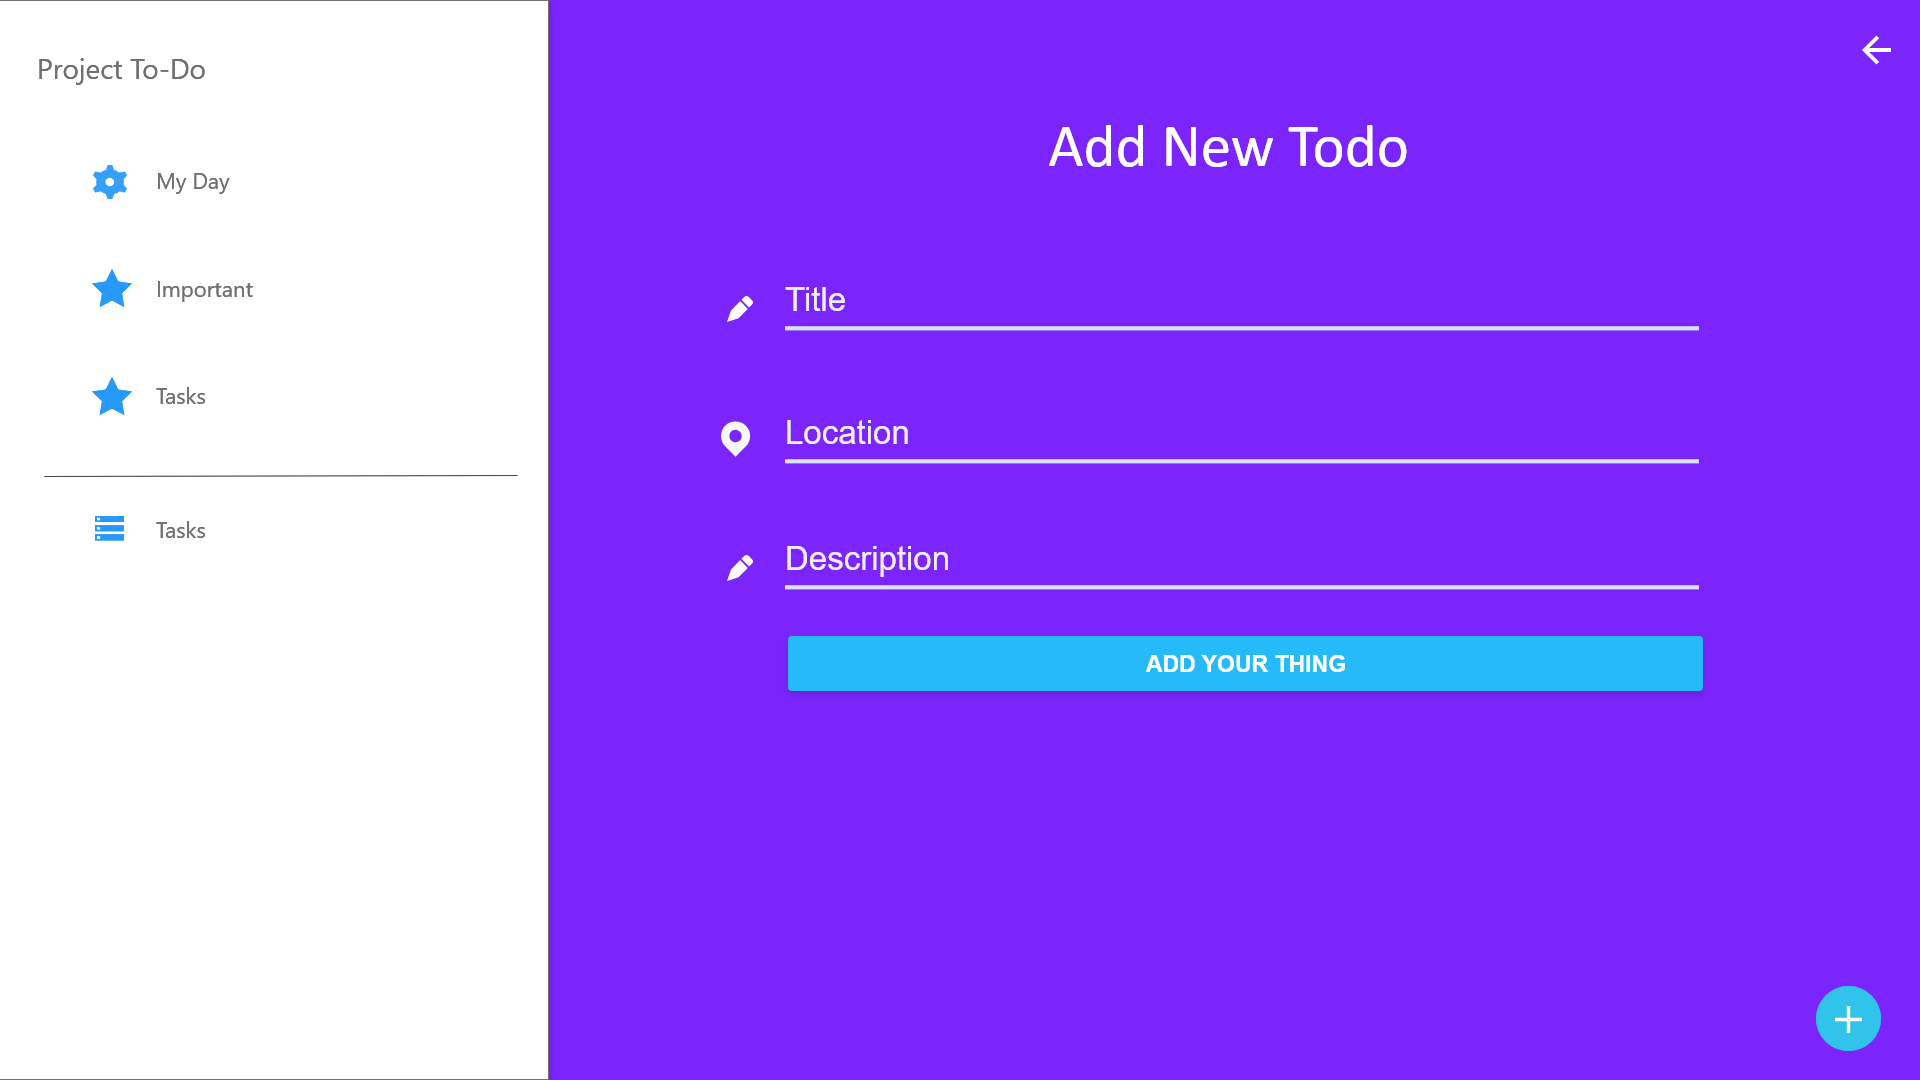 Project To-Do
My Day
Important
Tasks
Tasks
Add New Todo
Title
Location
Description
ADD YOUR THING